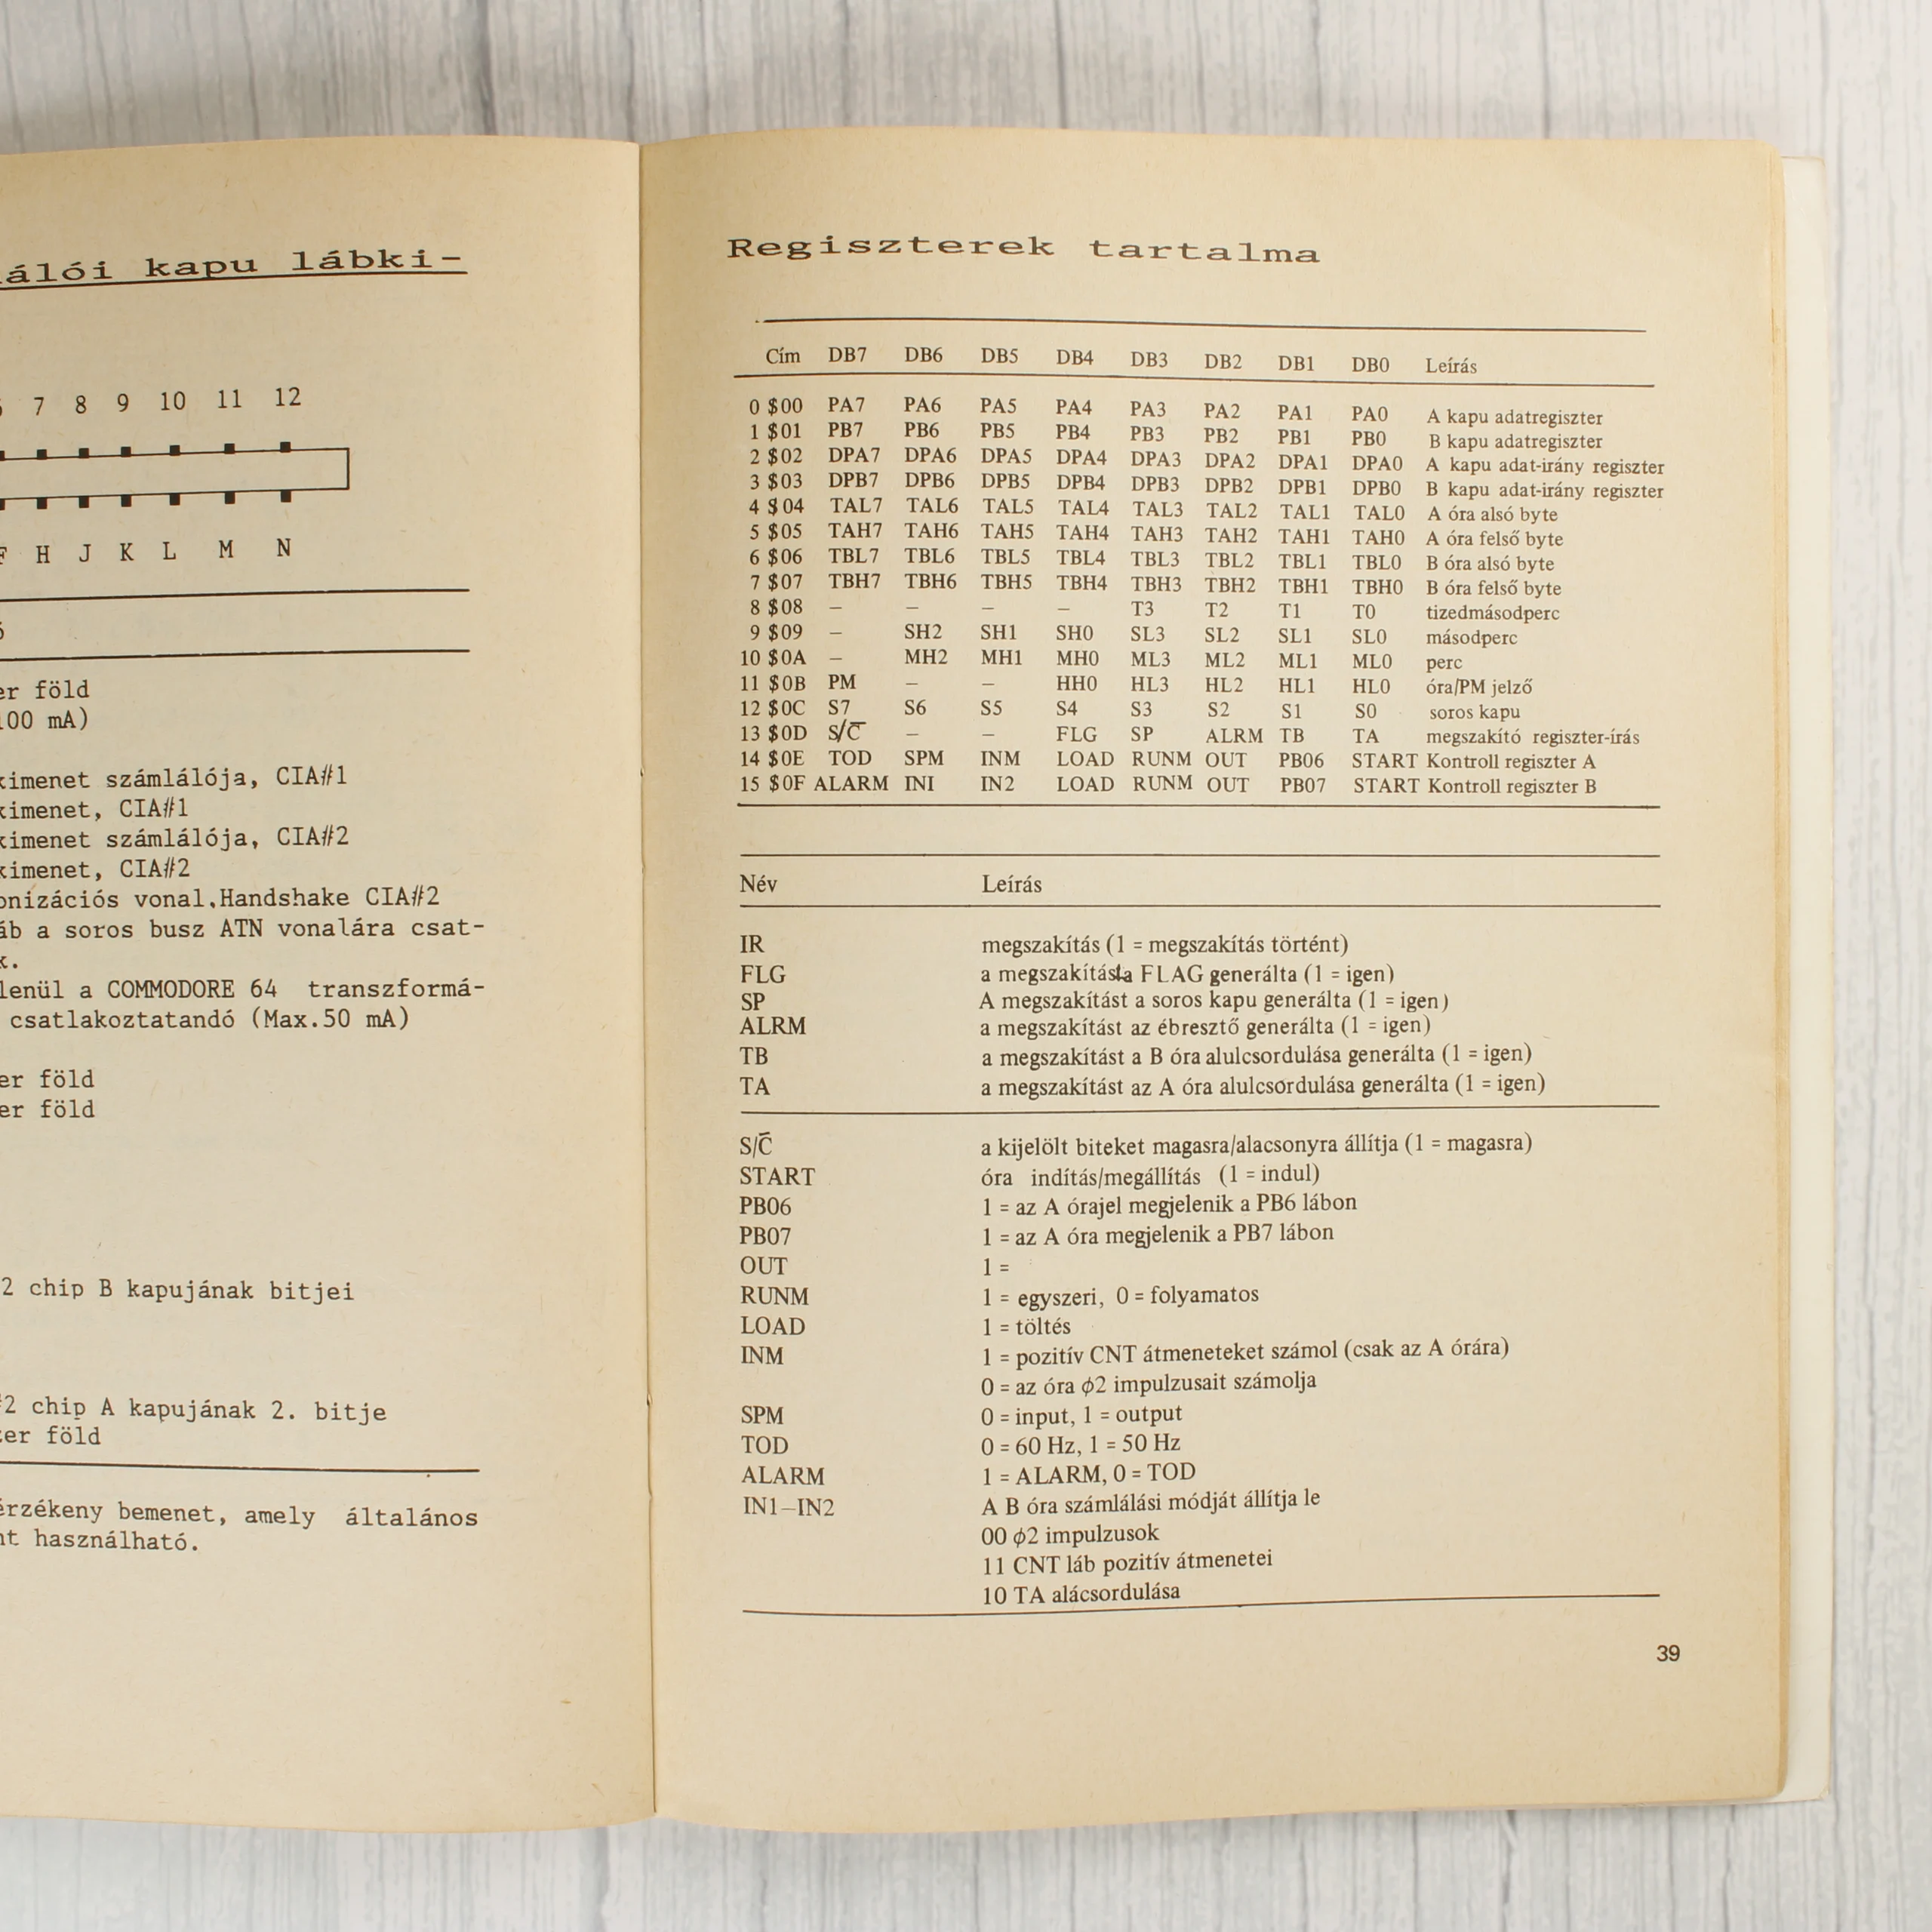 kapu lábki-
7 8 9 10 11 12
H J K L M N
föld
mA)
számlálója, CIA#1
CIA#1
számlálója, CIA#2
CIA#2
vonal,Handshake CIA#2
a soros busz ATN vonalára csat-
a COMMODORE 64 transzformá-
csatlakoztatandó (Max.50 mA)
föld
föld
2 chip B kapujának bitjei
2 chip A kapujának 2. bitje
föld
bemenet, amely általános
használható.
Regiszterek tartalma
Cím DB7 DB6 DB5 DB4 DB3 DB2 DB1 DB0 Leírás
0 $00 PA7 PA6 PA5 PA4 PA3 PA2 PA1 PA0 A kapu adatregiszter
1 $01 PB7 PB6 PB5 PB4 PB3 PB2 PB1 PB0 B kapu adatregiszter
2 $02 DPA7 DPA6 DPA5 DPA4 DPA3 DPA2 DPA1 DPA0 A kapu adat-irány regiszter
3 $03 DPB7 DPB6 DPB5 DPB4 DPB3 DPB2 DPB1 DPB0 B kapu adat-irány regiszter
4 $04 TAL7 TAL6 TAL5 TAL4 TAL3 TAL2 TAL1 TAL0 A óra alsó byte
5 $05 TAH7 TAH6 TAH5 TAH4 TAH3 TAH2 TAH1 TAH0 A óra felső byte
6 $06 TBL7 TBL6 TBL5 TBL4 TBL3 TBL2 TBL1 TBL0 B óra alsó byte
7 $07 TBH7 TBH6 TBH5 TBH4 TBH3 TBH2 TBH1 TBH0 B óra felső byte
8 $08 – – – – T3 T2 T1 T0 tizedmásodperc
9 $09 – SH2 SH1 SH0 SL3 SL2 SL1 SL0 másodperc
10 $0A – MH2 MH1 MH0 ML3 ML2 ML1 ML0 perc
11 $0B PM – – HH0 HL3 HL2 HL1 HL0 óra/PM jelző
12 $0C S7 S6 S5 S4 S3 S2 S1 S0 soros kapu
13 $0D S/C̅ – – FLG SP ALRM TB TA megszakító regiszter-írás
14 $0E TOD SPM INM LOAD RUNM OUT PB06 START Kontroll regiszter A
15 $0F ALARM INI IN2 LOAD RUNM OUT PB07 START Kontroll regiszter B
Név Leírás
IR megszakítás (1 = megszakítás történt)
FLG a megszakítást a FLAG generálta (1 = igen)
SP A megszakítást a soros kapu generálta (1 = igen)
ALRM a megszakítást az ébresztő generálta (1 = igen)
TB a megszakítást a B óra alulcsordulása generálta (1 = igen)
TA a megszakítást az A óra alulcsordulása generálta (1 = igen)
S/C̅ a kijelölt biteket magasra/alacsonyra állítja (1 = magasra)
START óra indítás/megállítás (1 = indul)
PB06 1 = az A órajel megjelenik a PB6 lábon
PB07 1 = az A óra megjelenik a PB7 lábon
OUT 1 =
RUNM 1 = egyszeri, 0 = folyamatos
LOAD 1 = töltés
INM 1 = pozitív CNT átmeneteket számol (csak az A órára)
0 = az óra ϕ2 impulzusait számolja
SPM 0 = input, 1 = output
TOD 0 = 60 Hz, 1 = 50 Hz
ALARM 1 = ALARM, 0 = TOD
IN1–IN2 A B óra számlálási módját állítja le
00 ϕ2 impulzusok
11 CNT láb pozitív átmenetei
10 TA alácsordulása
39